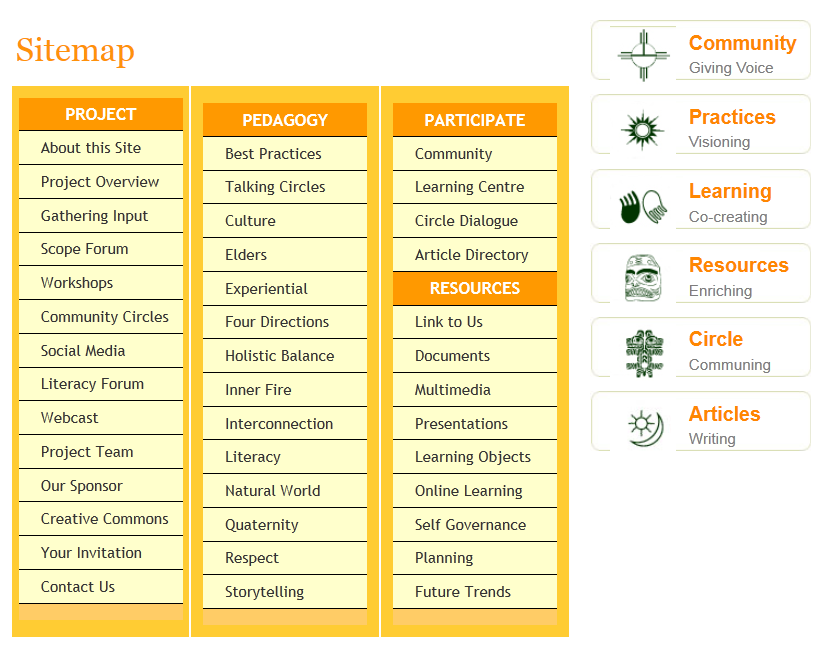 Sitemap
PROJECT
About this Site
Project Overview
Gathering Input
Scope Forum
Workshops
Community Circles
Social Media
Literacy Forum
Webcast
Project Team
Our Sponsor
Creative Commons
Your Invitation
Contact Us
PEDAGOGY
Best Practices
Talking Circles
Culture
Elders
Experiential
Four Directions
Holistic Balance
Inner Fire
Interconnection
Literacy
Natural World
Quaternity
Respect
Storytelling
PARTICIPATE
Community
Learning Centre
Circle Dialogue
Article Directory
RESOURCES
Link to Us
Documents
Multimedia
Presentations
Learning Objects
Online Learning
Self Governance
Planning
Future Trends
Community
Giving Voice
Practices
Visioning
Learning
Co-creating
Resources
Enriching
Circle
Communing
Articles
Writing